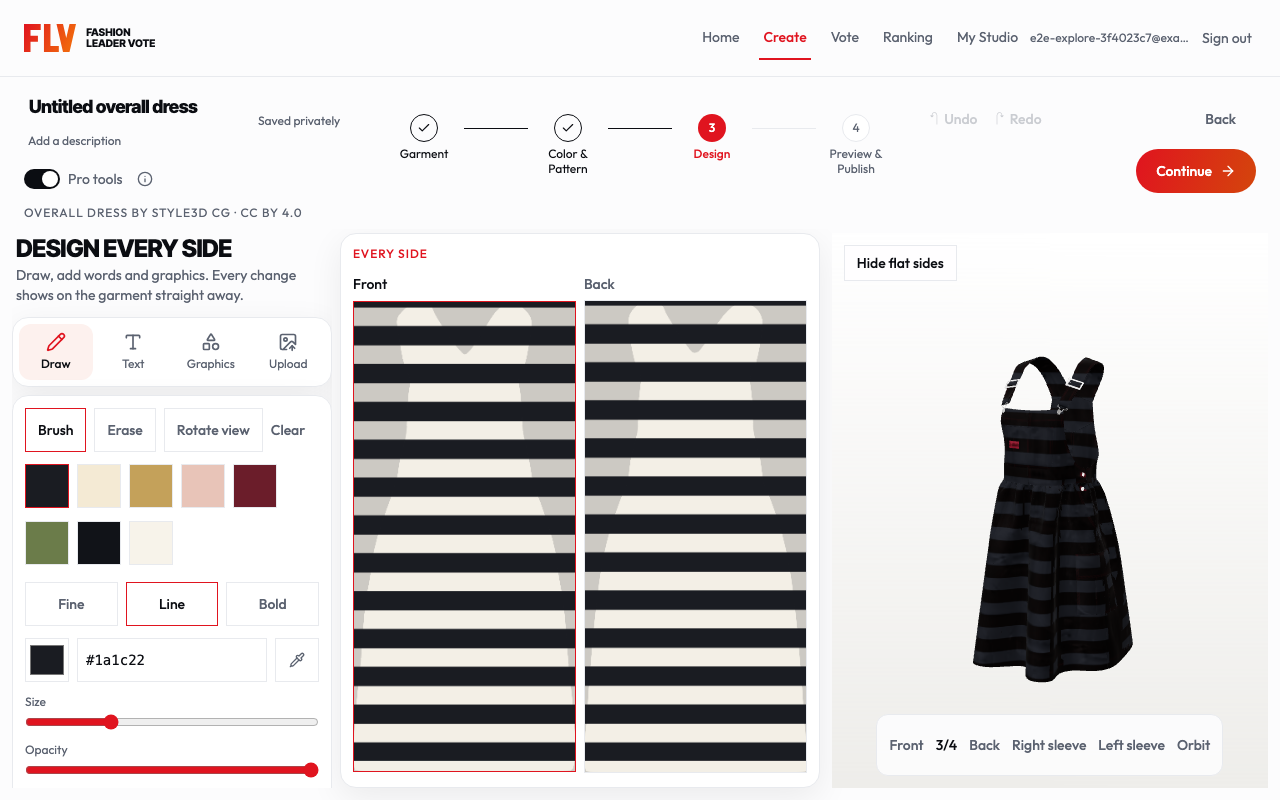 FLV FASHION
LEADER VOTE
Home Create Vote Ranking My Studio e2e-explore-3f4023c7@exa... Sign out
Untitled overall dress
Saved privately
Add a description
Pro tools
Garment
Color &
Pattern
3
Design
4
Preview &
Publish
Undo Redo
Back
Continue
OVERALL DRESS BY STYLE3D CG · CC BY 4.0
DESIGN EVERY SIDE
Draw, add words and graphics. Every change
shows on the garment straight away.
Draw Text Graphics Upload
Brush Erase Rotate view Clear
Fine Line Bold
#1a1c22
Size
Opacity
EVERY SIDE
Front Back
Hide flat sides
Front 3/4 Back Right sleeve Left sleeve Orbit